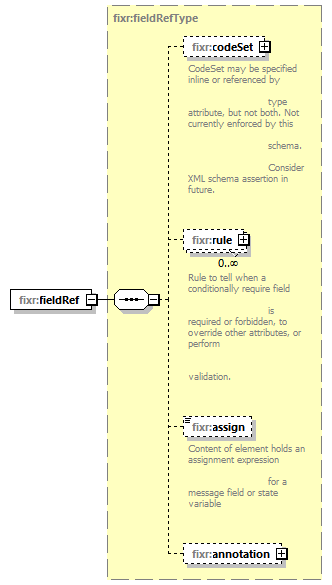 fixr:fieldRefType
fixr:codeSet
CodeSet may be specified
inline or referenced by
type
attribute, but not both. Not
currently enforced by this
schema.
Consider
XML schema assertion in
future.
fixr:rule
0..∞
Rule to tell when a
conditionally require field
is
required or forbidden, to
override other attributes, or
perform
validation.
fixr:fieldRef
fixr:assign
Content of element holds an
assignment expression
for a
message field or state
variable
fixr:annotation